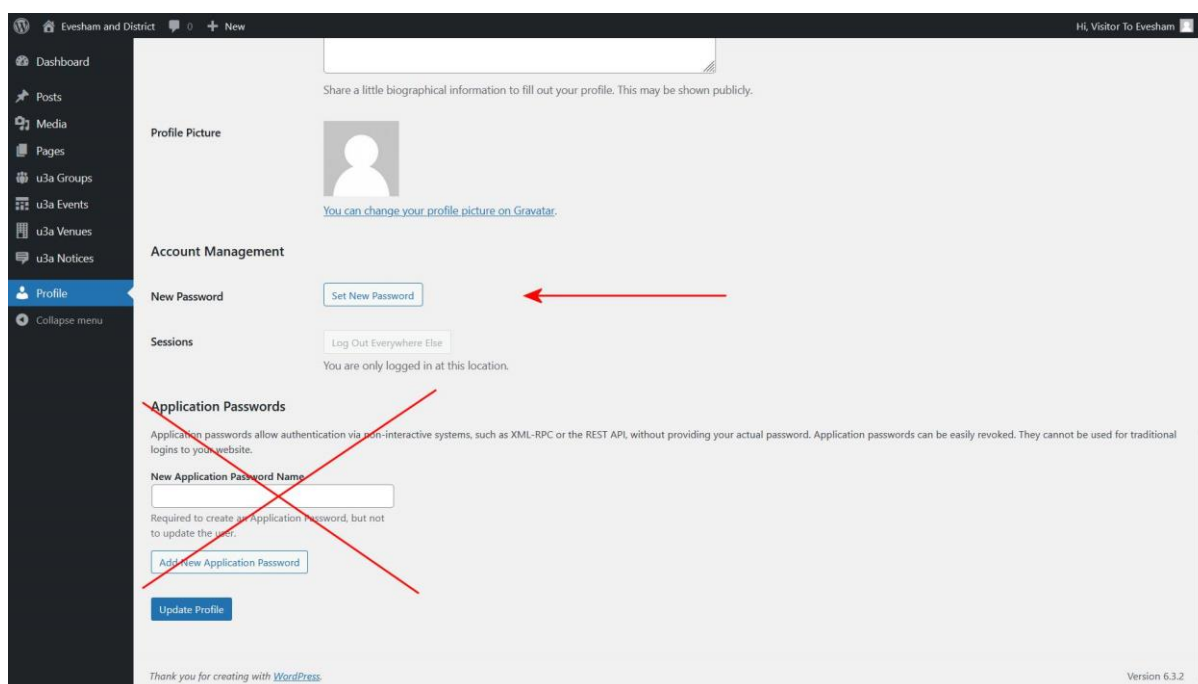 Evesham and District 0 + New Hi, Visitor To Evesham
Dashboard
Posts
Media
Pages
u3a Groups
u3a Events
u3a Venues
u3a Notices
Profile
Collapse menu
Share a little biographical information to fill out your profile. This may be shown publicly.
Profile Picture
You can change your profile picture on Gravatar.
Account Management
New Password Set New Password
Sessions Log Out Everywhere Else
You are only logged in at this location.
Application Passwords
Application passwords allow authentication via non-interactive systems, such as XML-RPC or the REST API, without providing your actual password. Application passwords can be easily revoked. They cannot be used for traditional
logins to your website.
New Application Password Name
Required to create an Application Password, but not
to update the user.
Add New Application Password
Update Profile
Thank you for creating with WordPress. Version 6.3.2